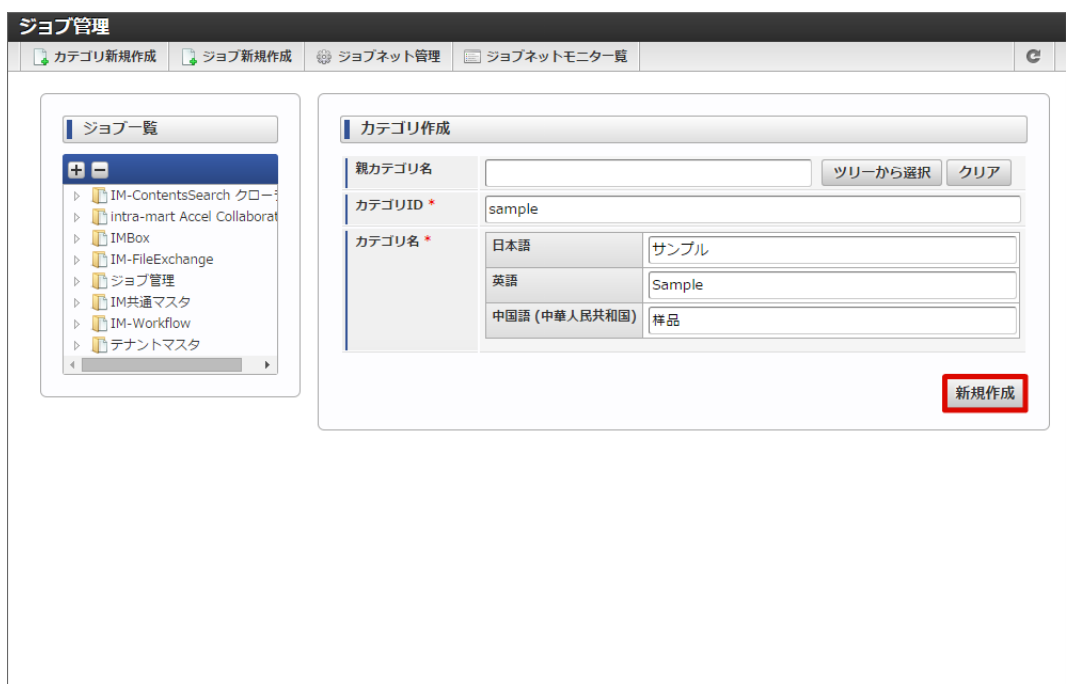 ジョブ管理
カテゴリ新規作成 ジョブ新規作成 ジョブネット管理 ジョブネットモニタ一覧
ジョブ一覧
IM-ContentsSearch クロー
intra-mart Accel Collaborat
IMBox
IM-FileExchange
ジョブ管理
IM共通マスタ
IM-Workflow
テナントマスタ
カテゴリ作成
親カテゴリ名 ツリーから選択 クリア
カテゴリID * sample
カテゴリ名 * 日本語 サンプル
英語 Sample
中国語 (中華人民共和国) 样品
新規作成